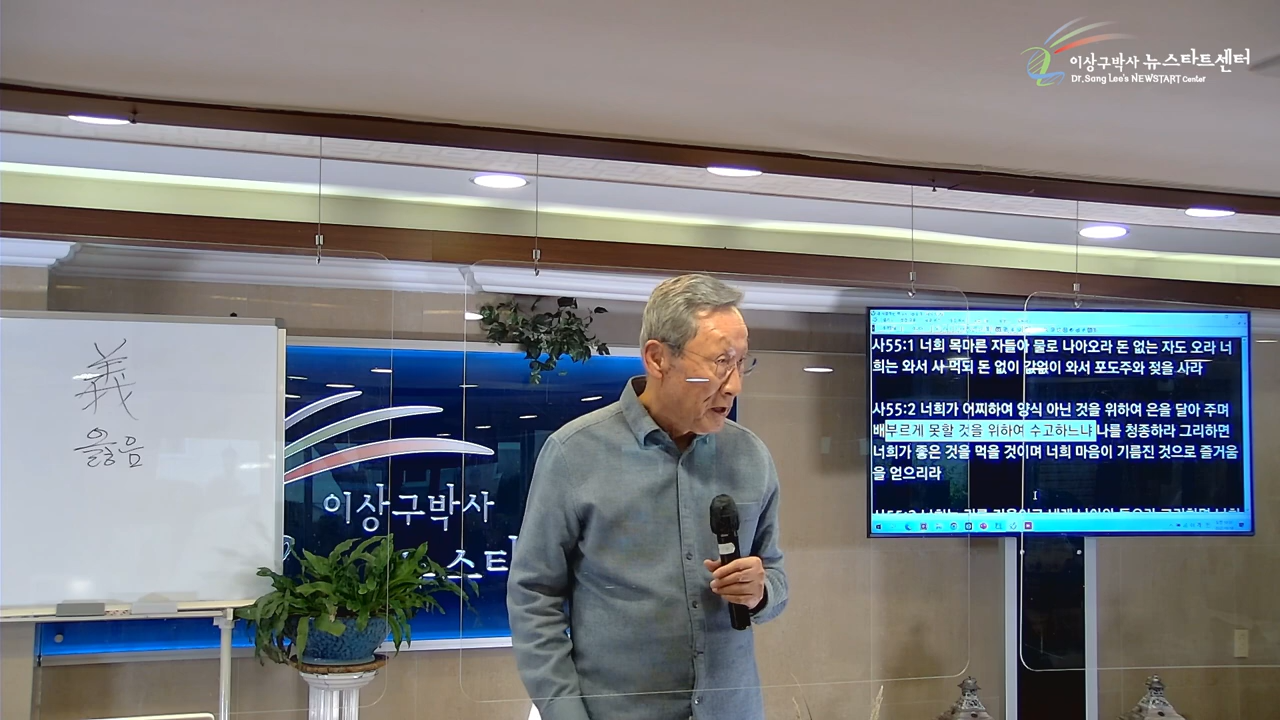 이상구박사 뉴스타트센터
Dr. Sang Lee's NEWSTART Center
義
옳음
이상구박사
뉴스타
사55:1 너희 목마른 자들아 물로 나아오라 돈 없는 자도 오라 너
희는 와서 사 먹되 돈 없이 값없이 와서 포도주와 젖을 사라
사55:2 너희가 어찌하여 양식 아닌 것을 위하여 은을 달아 주며
배부르게 못할 것을 위하여 수고하느냐 나를 청종하라 그리하면
너희가 좋은 것을 먹을 것이며 너희 마음이 기름진 것으로 즐거움
을 얻으리라